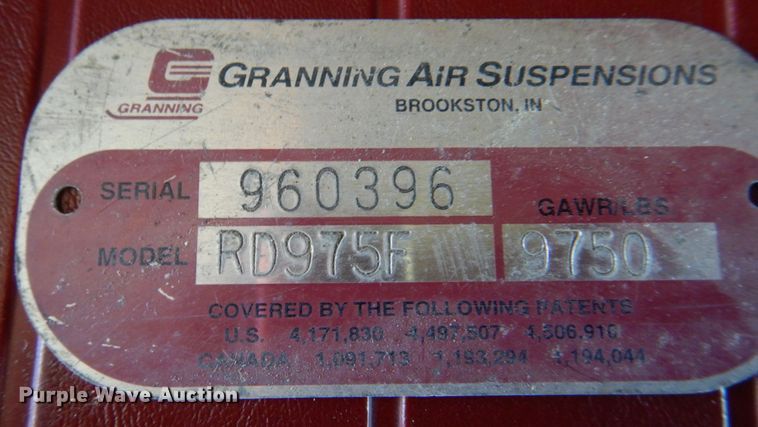 GRANNING AIR SUSPENSIONS
BROOKSTON, IN
GRANNING
SERIAL 960396
GAWR/LBS
MODEL RD975F 9750
COVERED BY THE FOLLOWING PATENTS
U.S. 4,171,830 4,497,507 4,506,910
CANADA 1,091,713 1,193,294 1,194,044
Purple Wave Auction